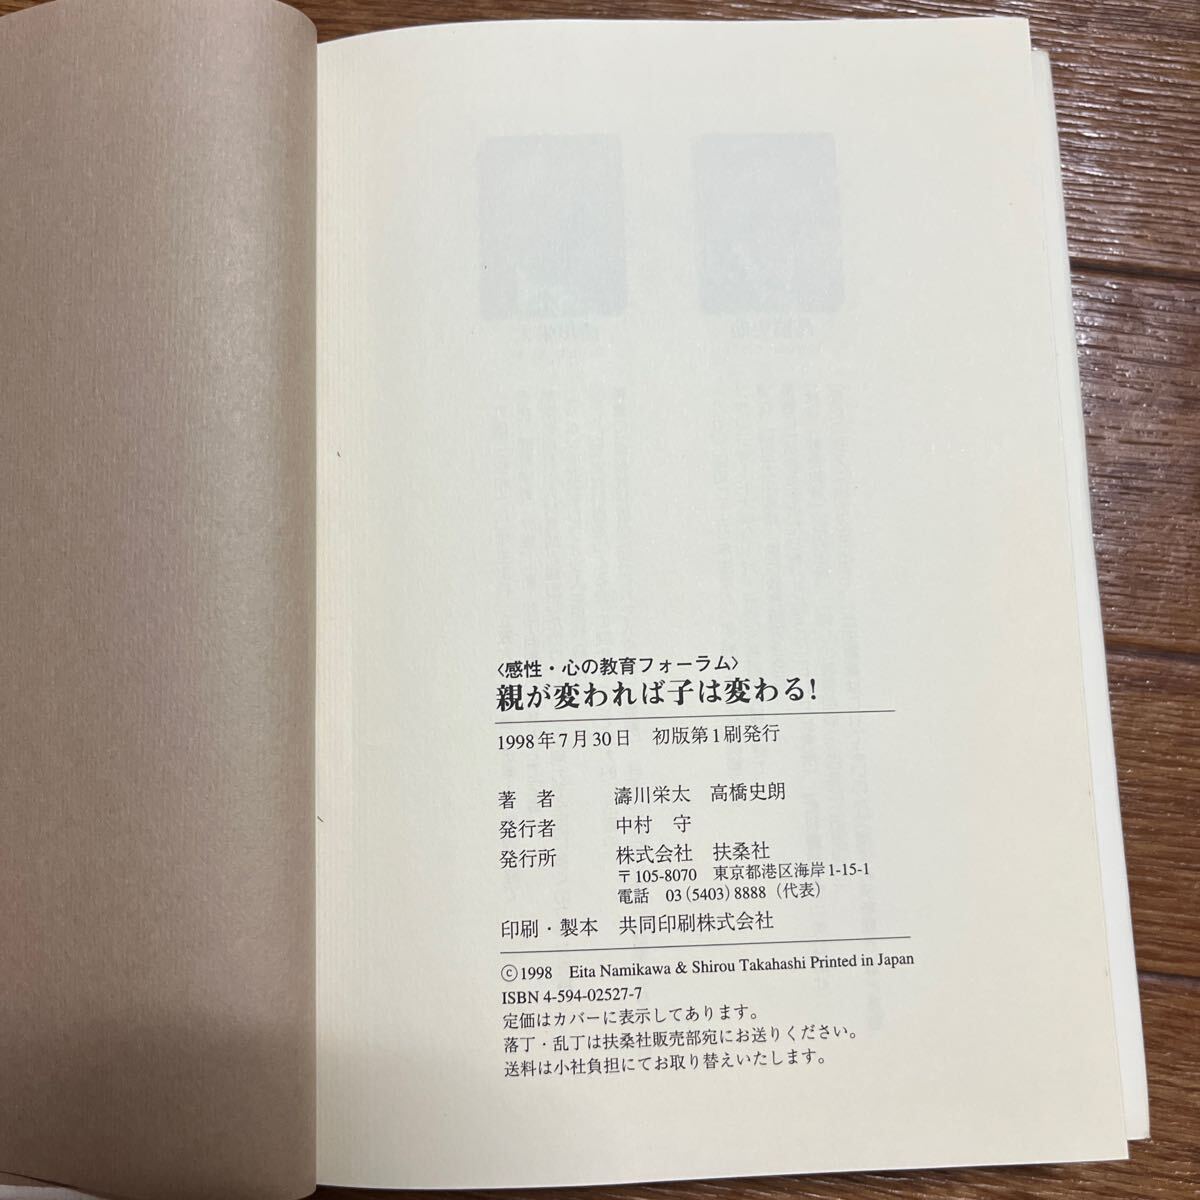 〈感性・心の教育フォーラム〉
親が変われば子は変わる!
1998年7月30日　初版第1刷発行
著　者　濤川栄太　高橋史朗
発行者　中村　守
発行所　株式会社　扶桑社
〒105-8070　東京都港区海岸1-15-1
電話　03(5403)8888（代表）
印刷・製本　共同印刷株式会社
Ⓒ1998　Eita Namikawa & Shirou Takahashi Printed in Japan
ISBN 4-594-02527-7
定価はカバーに表示してあります。
落丁・乱丁は扶桑社販売部宛にお送りください。
送料は小社負担にてお取り替えいたします。